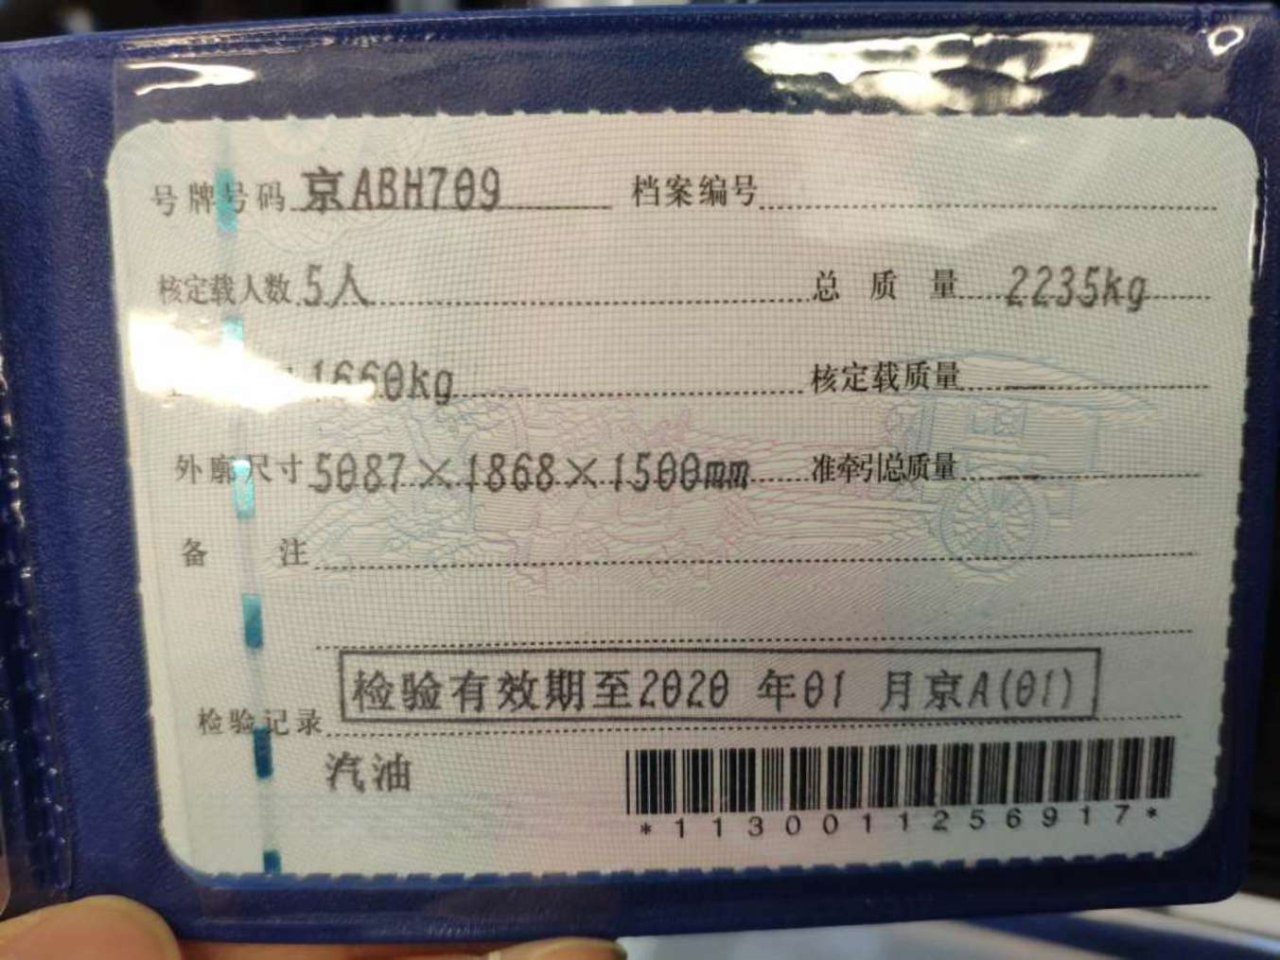 号牌号码 京ABH709 档案编号
核定载人数 5人 总质量 2235kg
1660kg 核定载质量 —
外廓尺寸 5087×1868×1500mm 准牵引总质量 —
备注
检验有效期至2020 年01 月京A(01)
检验记录
汽油
*1130011256917*